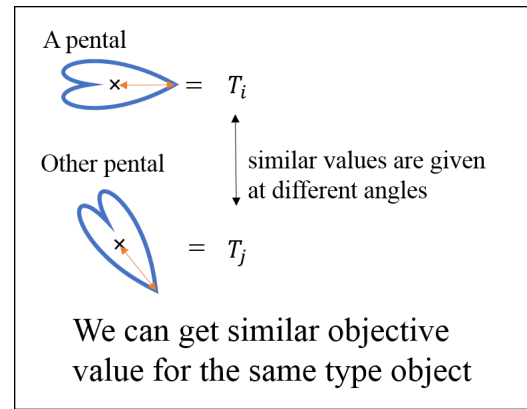 A pental
= T_i
Other pental
similar values are given
at different angles
= T_j
We can get similar objective
value for the same type object